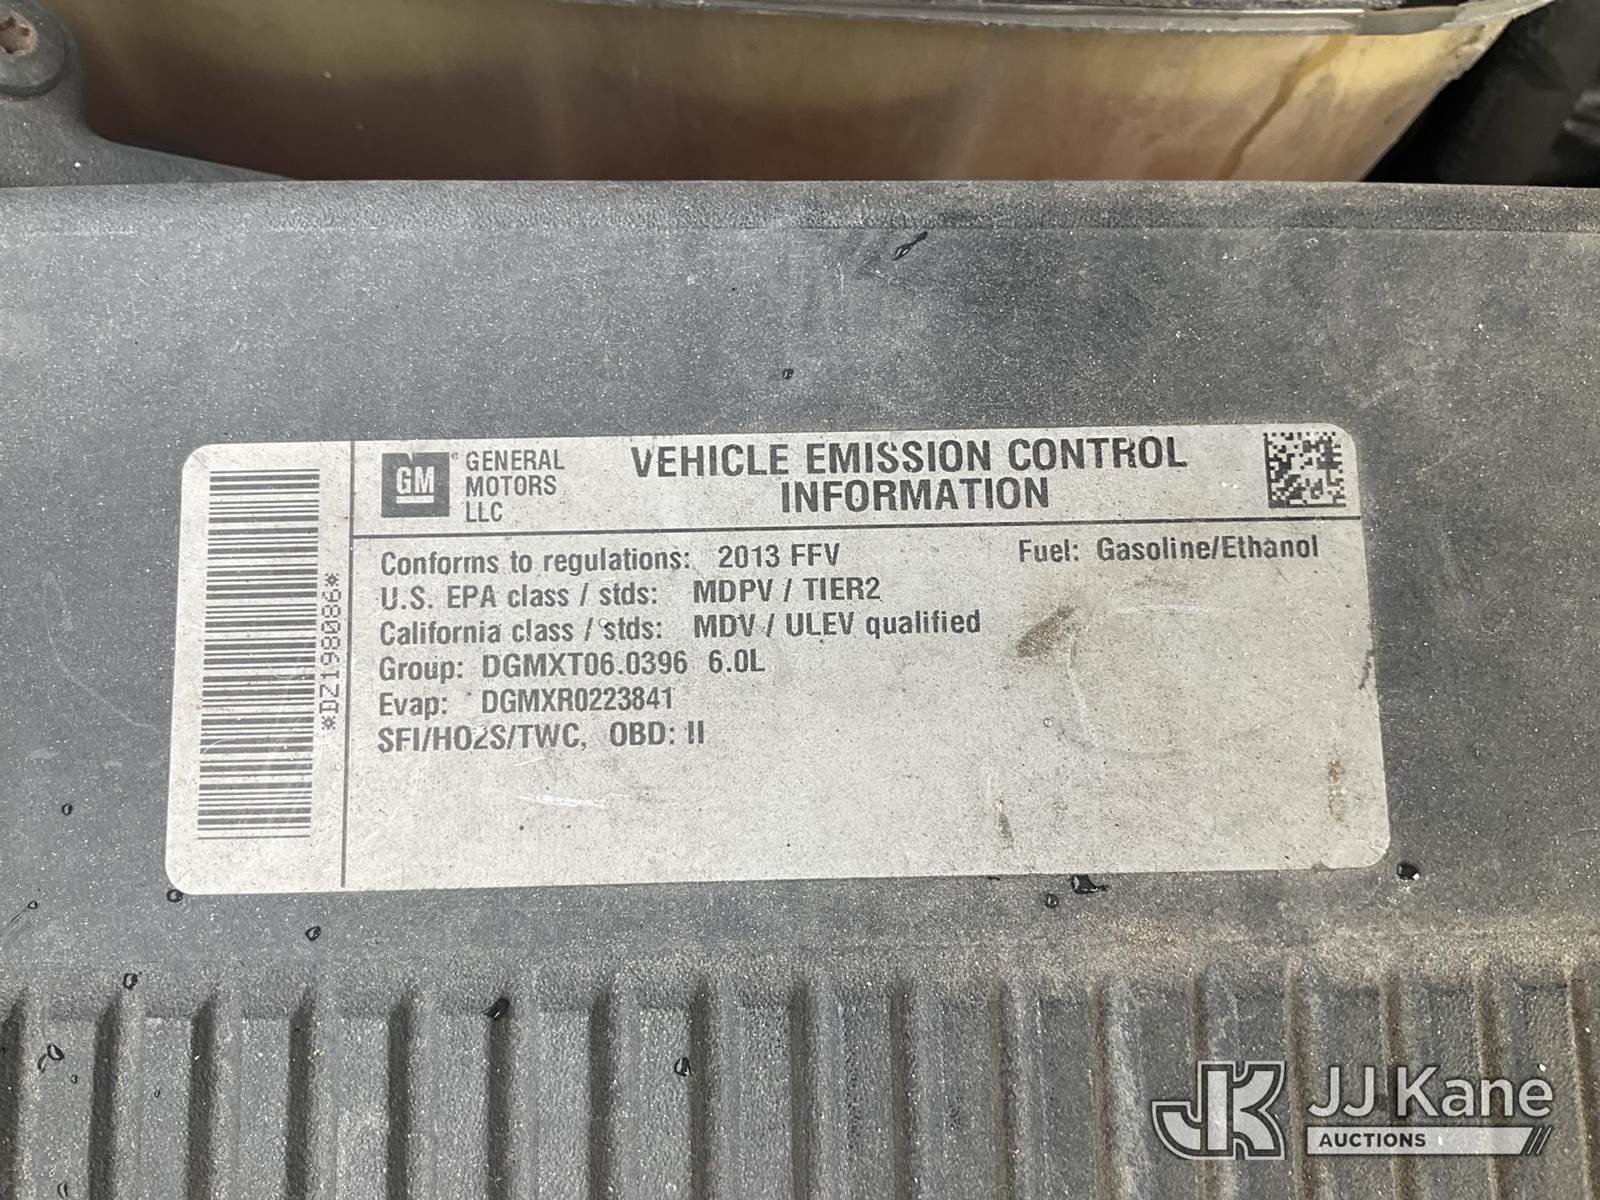 GM
GENERAL
MOTORS
LLC
VEHICLE EMISSION CONTROL
INFORMATION
*DZ198086*
Conforms to regulations: 2013 FFV
Fuel: Gasoline/Ethanol
U.S. EPA class / stds: MDPV / TIER2
California class / stds: MDV / ULEV qualified
Group: DGMXT06.0396 6.0L
Evap: DGMXR0223841
SFI/HO2S/TWC, OBD: II
JK
JJ Kane
AUCTIONS